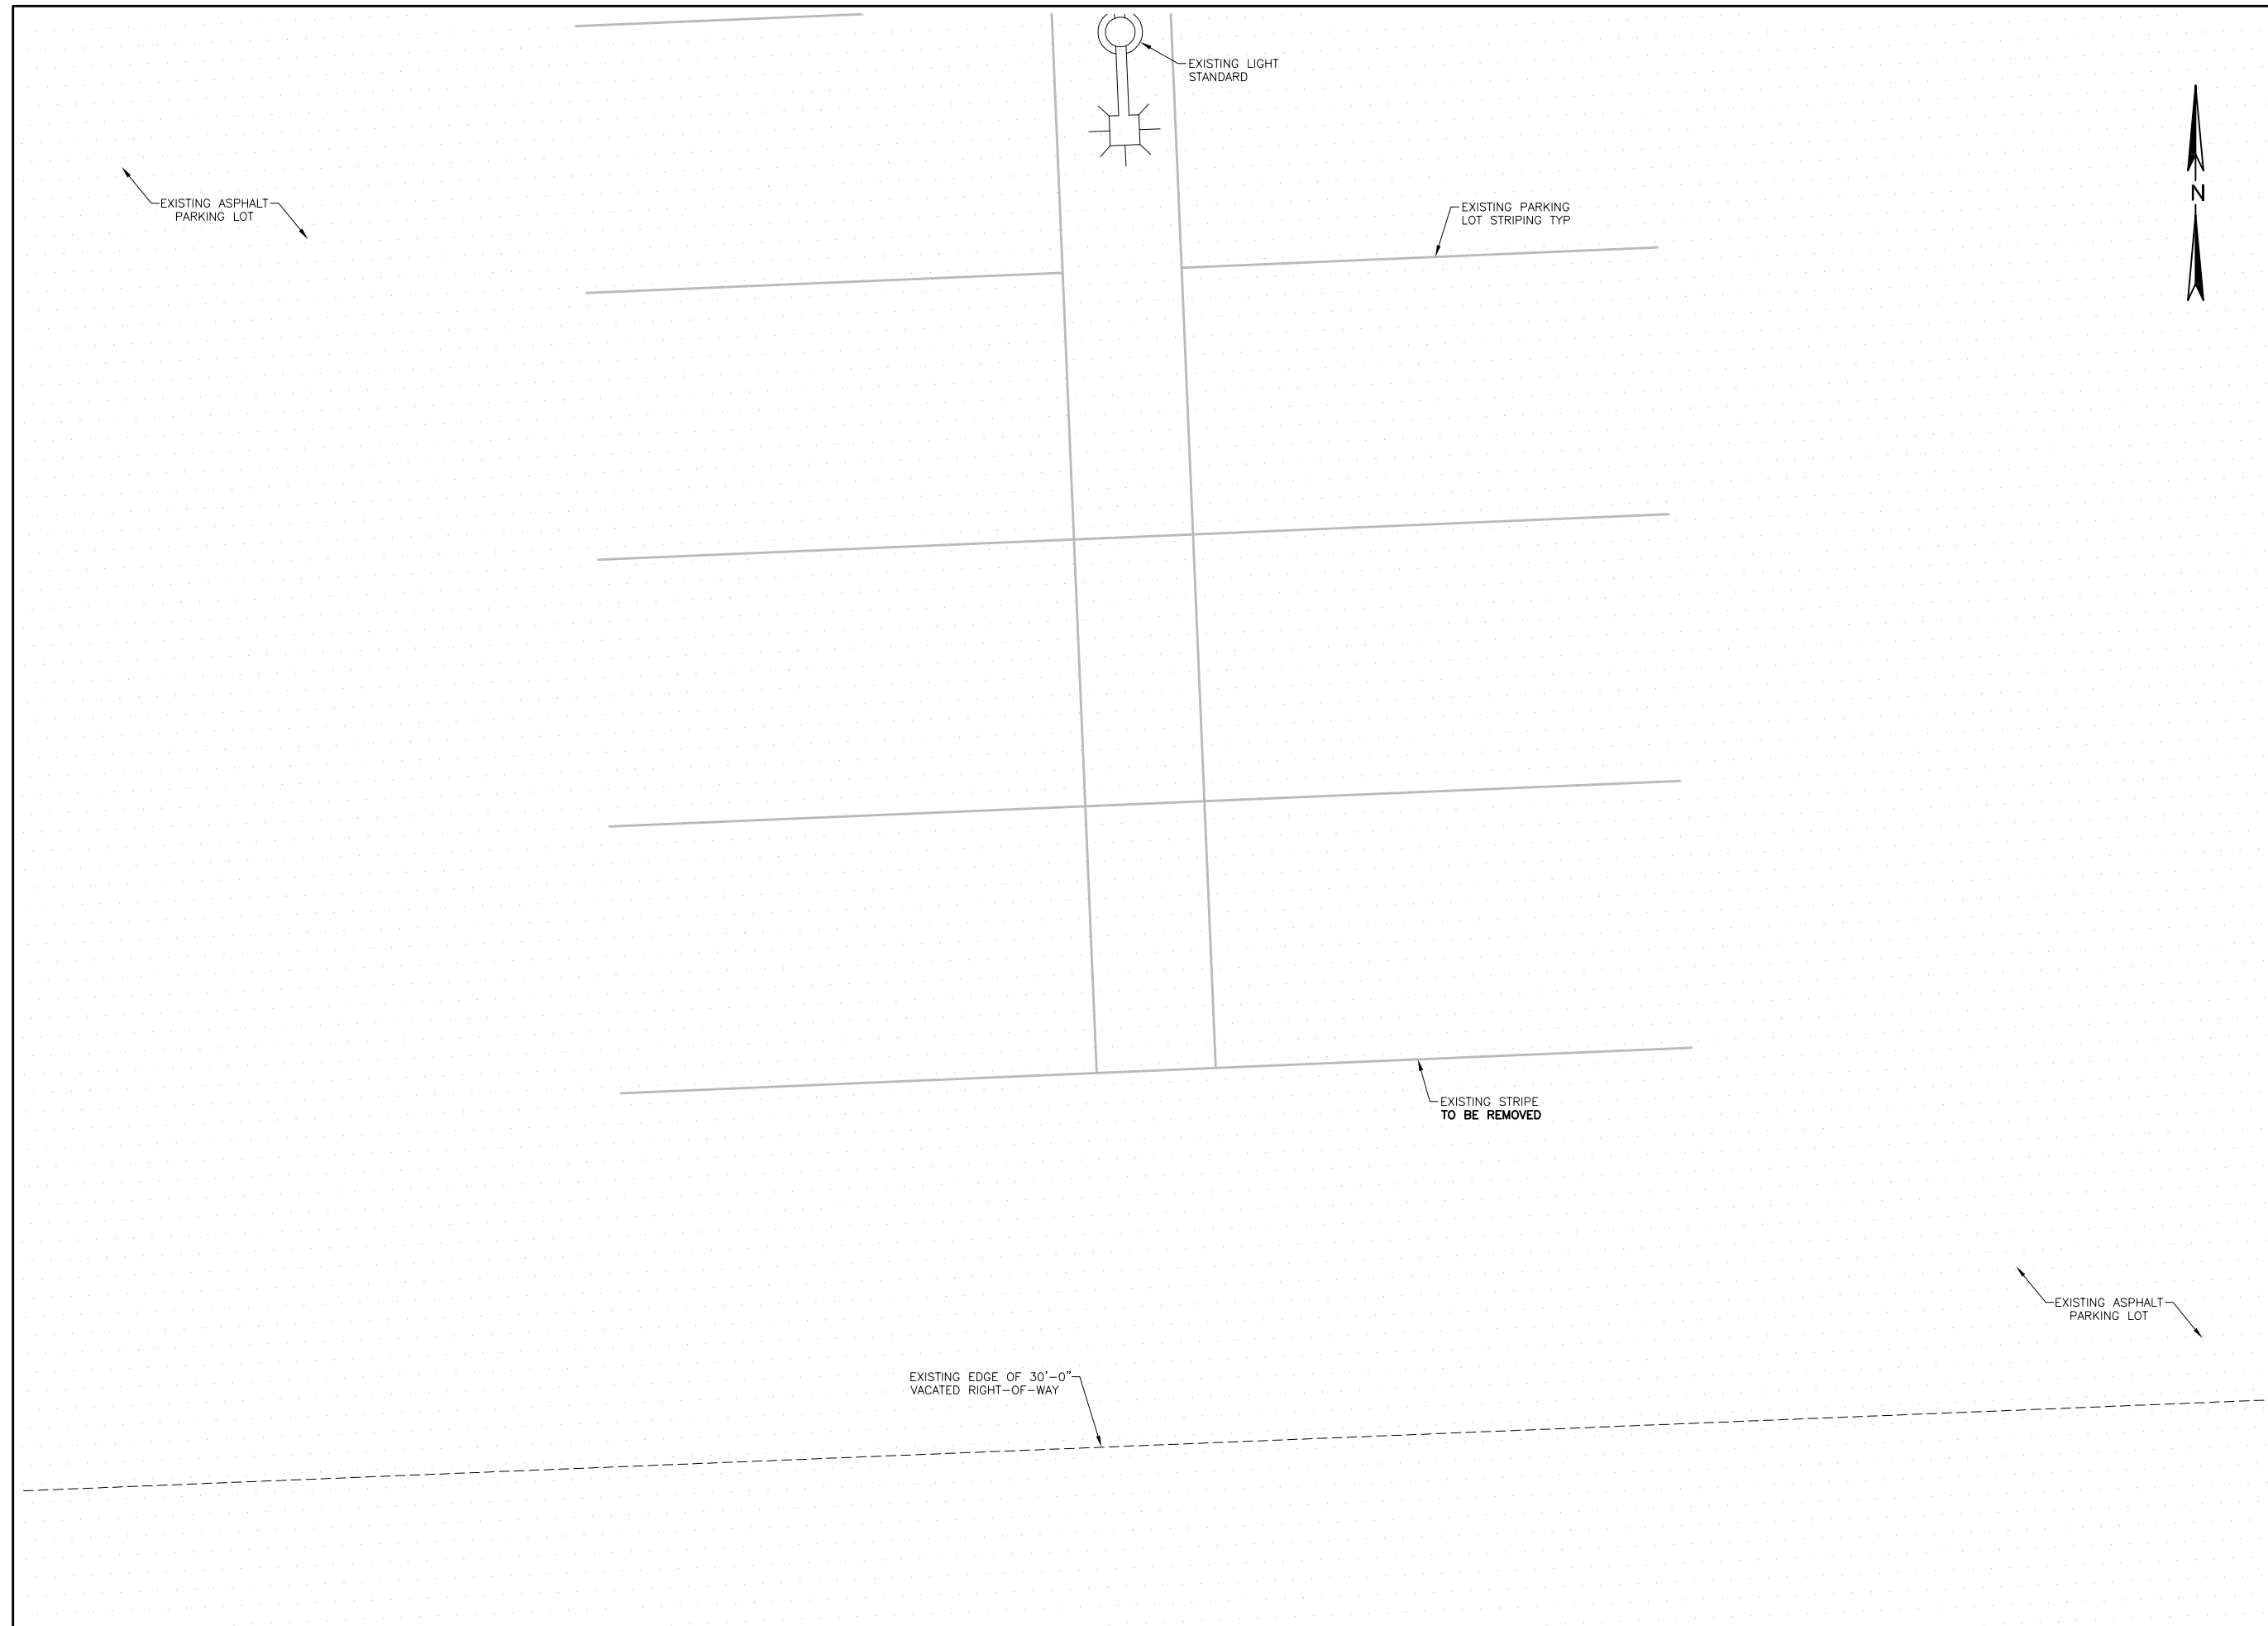 EXISTING LIGHT
STANDARD
EXISTING ASPHALT
PARKING LOT
EXISTING PARKING
LOT STRIPING TYP
N
EXISTING STRIPE
TO BE REMOVED
EXISTING ASPHALT
PARKING LOT
EXISTING EDGE OF 30'-0"
VACATED RIGHT-OF-WAY